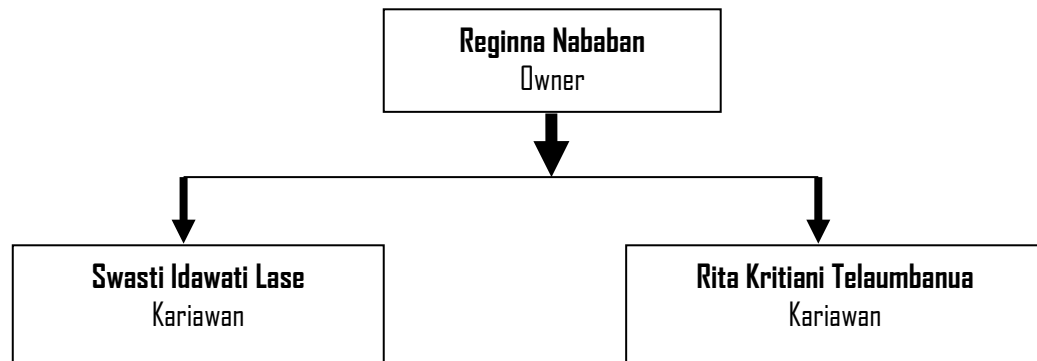 Reginna Nababan
Owner
Swasti Idawati Lase
Kariawan
Rita Kritiani Telaumbanua
Kariawan